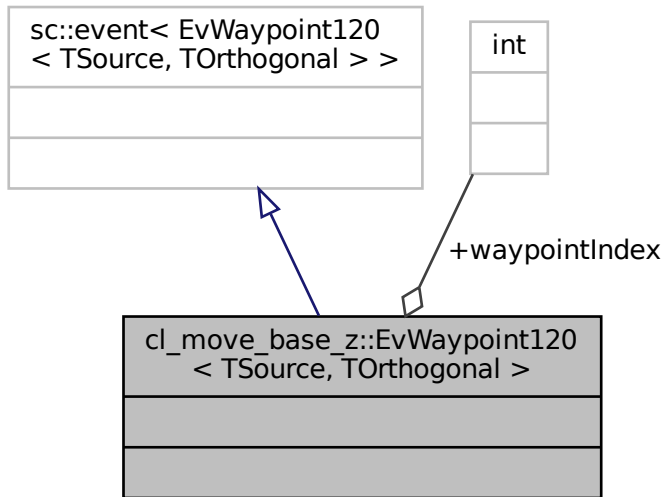 sc::event< EvWaypoint120
< TSource, TOrthogonal > >
int
+waypointIndex
cl_move_base_z::EvWaypoint120
< TSource, TOrthogonal >